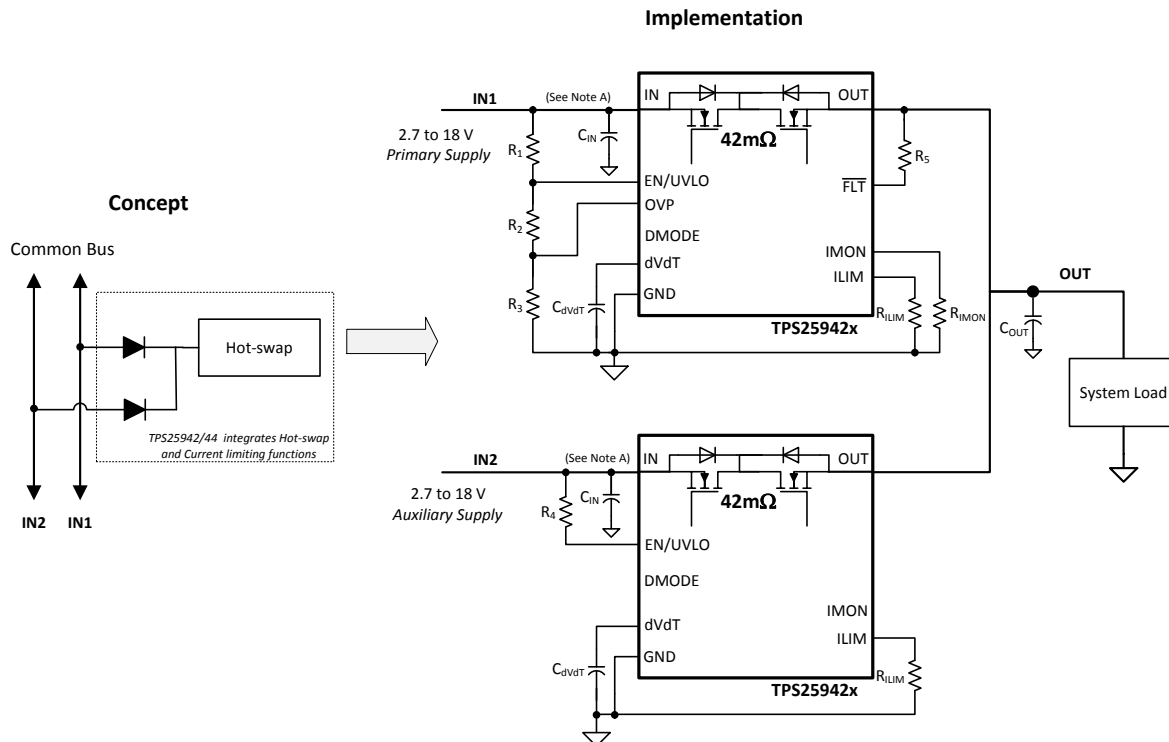 Implementation
Concept
Common Bus
Hot-swap
TPS25942/44 integrates Hot-swap
and Current limiting functions
IN2
IN1
IN1
(See Note A)
2.7 to 18 V
Primary Supply
R1
R2
R3
CIN
IN
OUT
42mΩ
EN/UVLO
OVP
DMODE
dVdT
GND
CdVdT
FLT
IMON
ILIM
R5
RILIM
RIMON
TPS25942x
OUT
COUT
System Load
IN2
(See Note A)
2.7 to 18 V
Auxiliary Supply
R4
CIN
IN
OUT
42mΩ
EN/UVLO
DMODE
dVdT
GND
CdVdT
IMON
ILIM
RILIM
TPS25942x